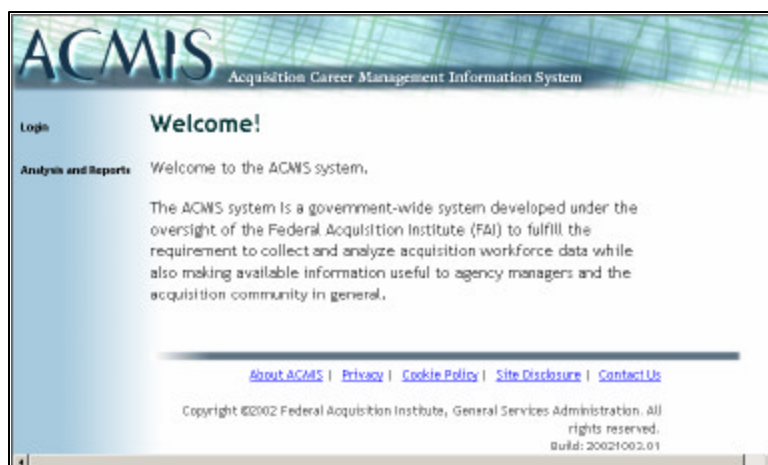 ACMIS
Acquisition Career Management Information System
Login
Analysis and Reports
Welcome!
Welcome to the ACMIS system.
The ACMIS system is a government-wide system developed under the
oversight of the Federal Acquisition Institute (FAI) to fulfill the
requirement to collect and analyze acquisition workforce data while
also making available information useful to agency managers and the
acquisition community in general.
About ACMIS | Privacy | Cookie Policy | Site Disclosure | Contact Us
Copyright ©2002 Federal Acquisition Institute, General Services Administration. All
rights reserved.
Build: 20021003.01